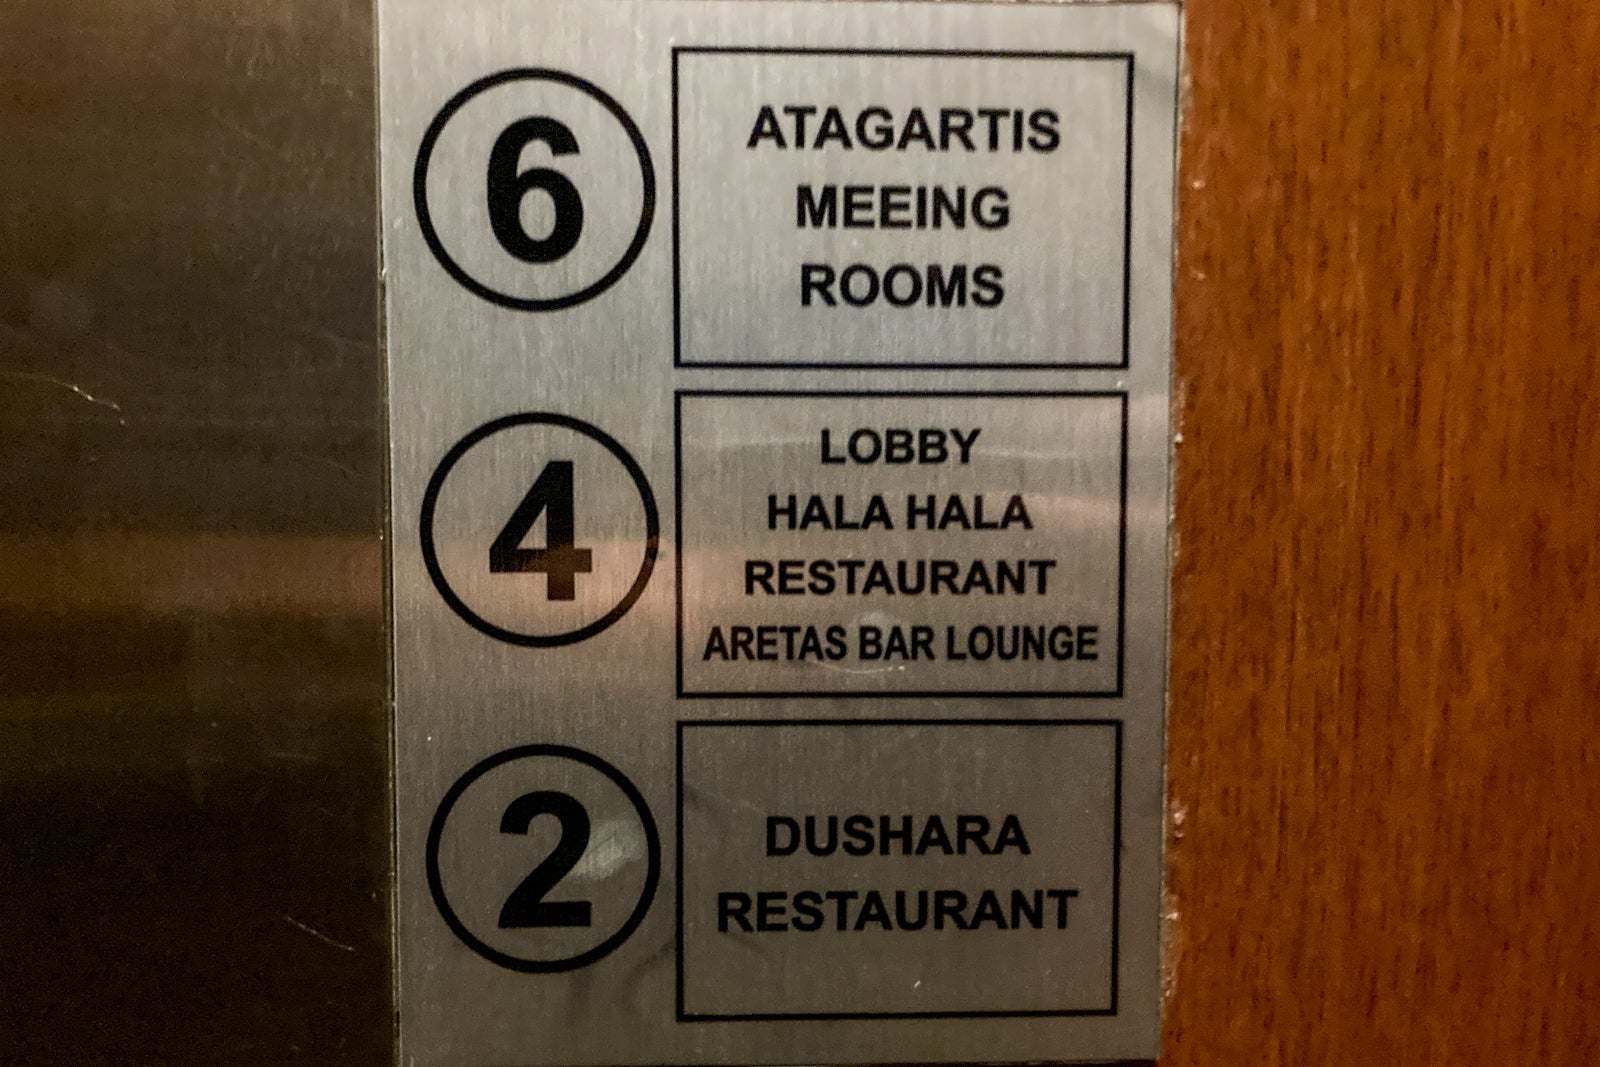 6
ATAGARTIS
MEEING
ROOMS
4
LOBBY
HALA HALA
RESTAURANT
ARETAS BAR LOUNGE
2
DUSHARA
RESTAURANT